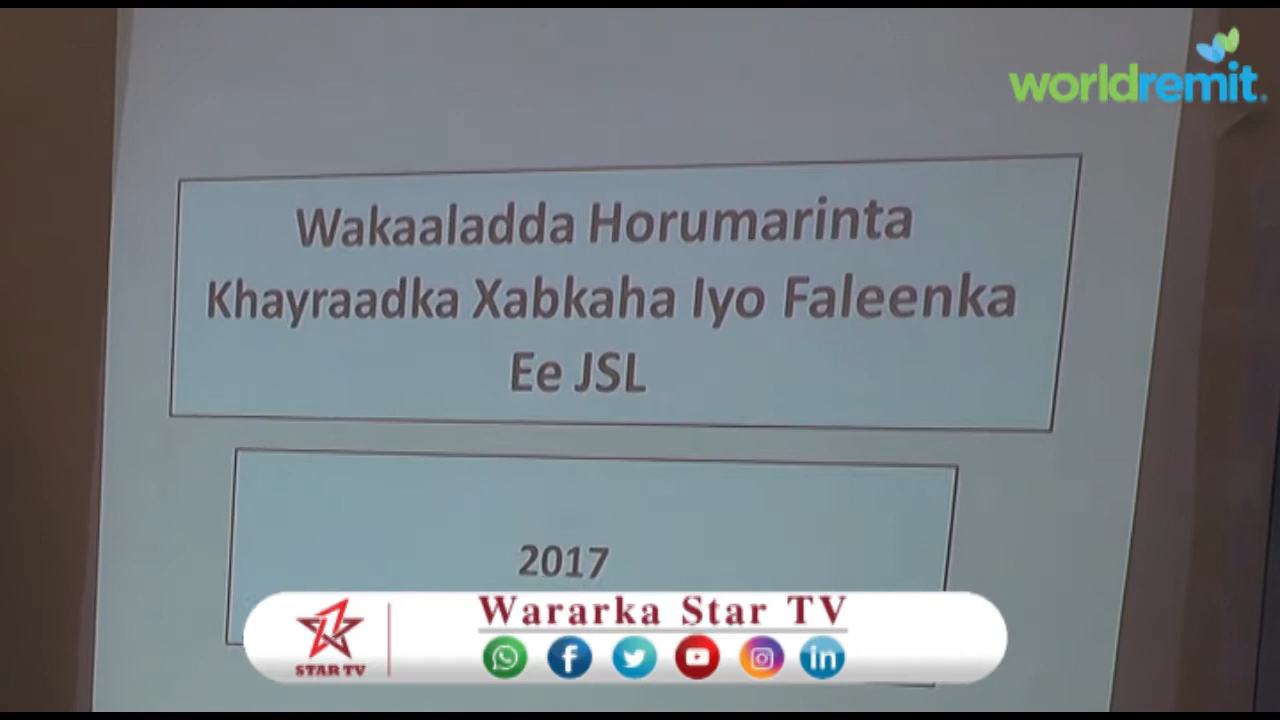 worldremit.
Wakaaladda Horumarinta
Khayraadka Xabkaha Iyo Faleenka
Ee JSL
2017
Wararka Star TV
STAR TV